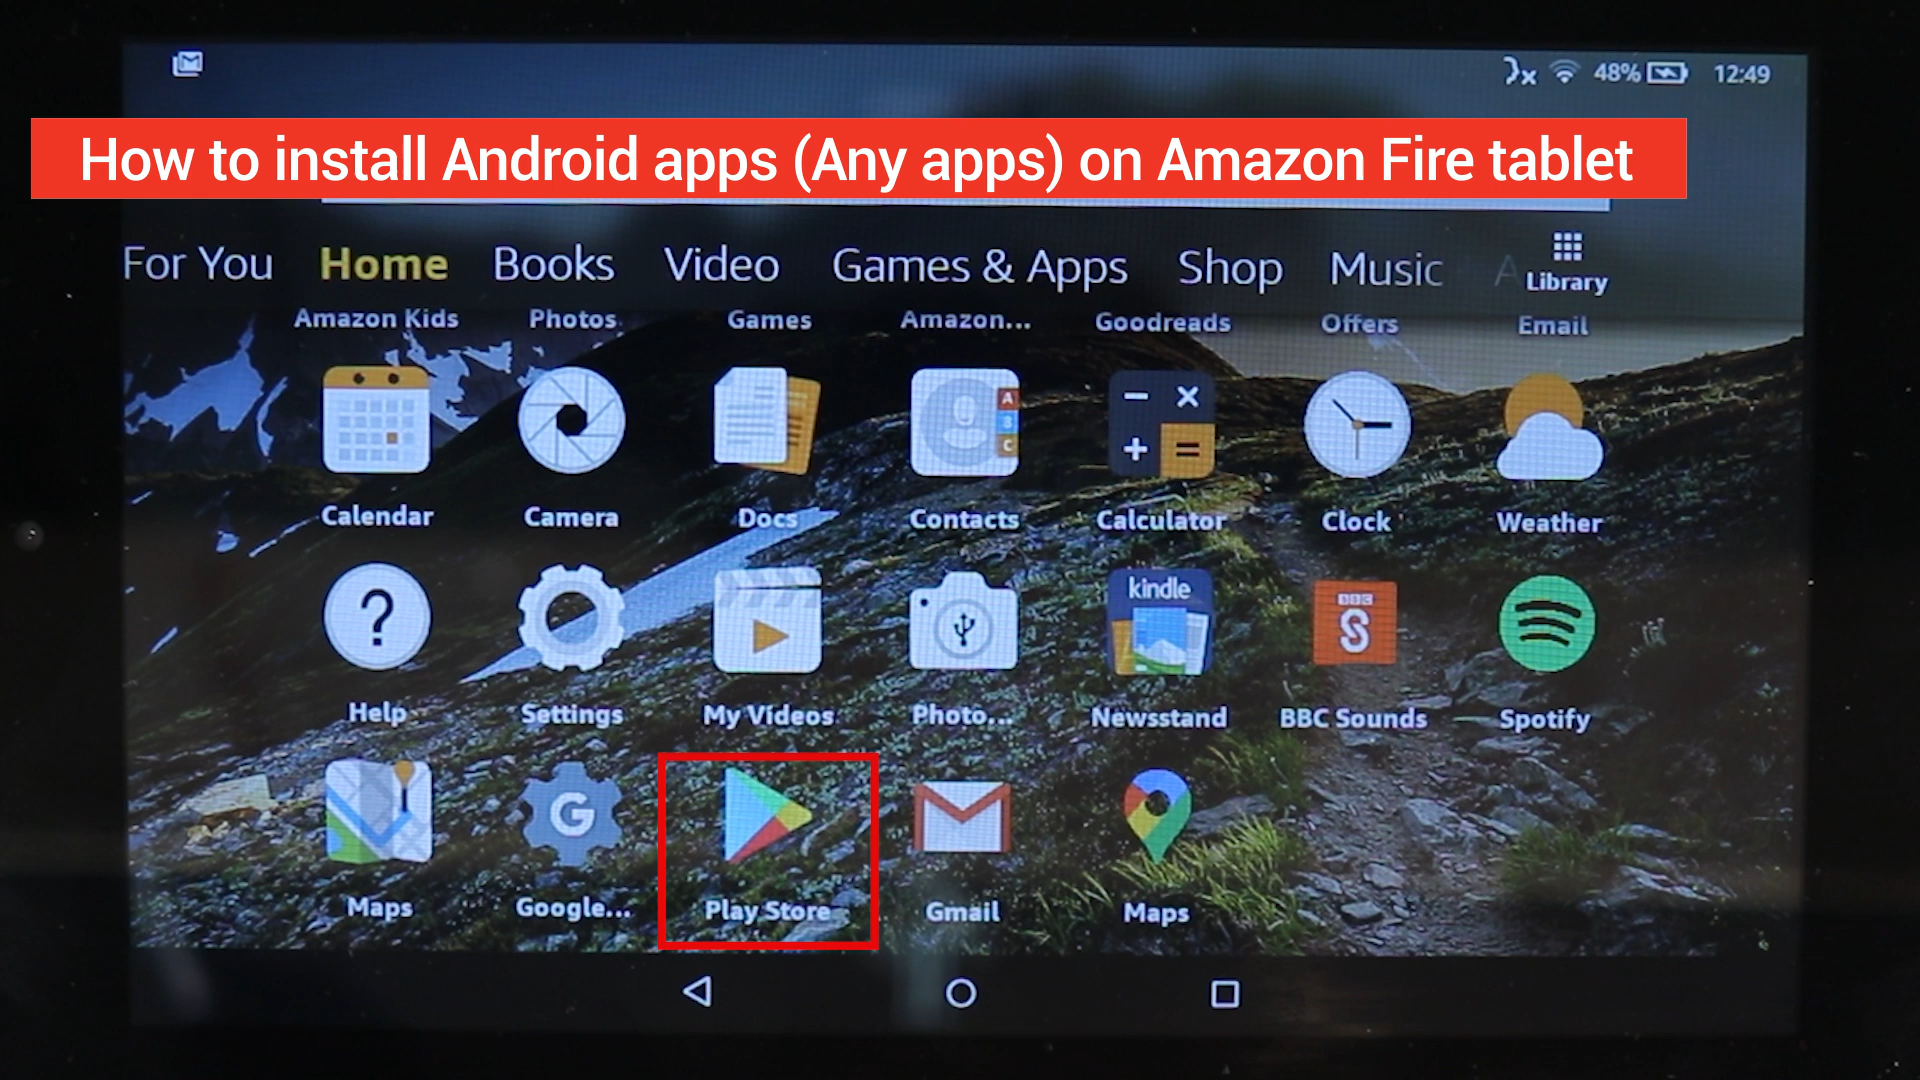 48% 12:49
How to install Android apps (Any apps) on Amazon Fire tablet
For You Home Books Video Games & Apps Shop Music A Library
Amazon Kids Photos Games Amazon... Goodreads Offers Email
A
B
C
Calendar Camera Docs Contacts Calculator Clock Weather
kindle
BBC
S
Help Settings My Videos Photo... Newsstand BBC Sounds Spotify
G
Maps Google... Play Store Gmail Maps